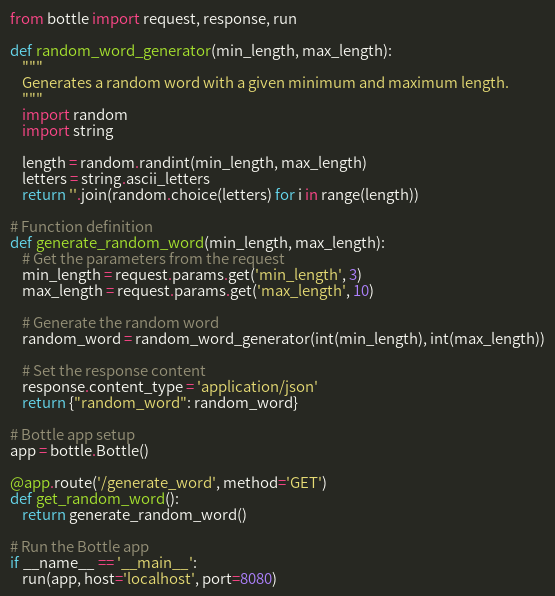 from bottle import request, response, run

def random_word_generator(min_length, max_length):
    """
    Generates a random word with a given minimum and maximum length.
    """
    import random
    import string

    length = random.randint(min_length, max_length)
    letters = string.ascii_letters
    return ''.join(random.choice(letters) for i in range(length))

# Function definition
def generate_random_word(min_length, max_length):
    # Get the parameters from the request
    min_length = request.params.get('min_length', 3)
    max_length = request.params.get('max_length', 10)

    # Generate the random word
    random_word = random_word_generator(int(min_length), int(max_length))

    # Set the response content
    response.content_type = 'application/json'
    return {"random_word": random_word}

# Bottle app setup
app = bottle.Bottle()

@app.route('/generate_word', method='GET')
def get_random_word():
    return generate_random_word()

# Run the Bottle app
if __name__ == '__main__':
    run(app, host='localhost', port=8080)